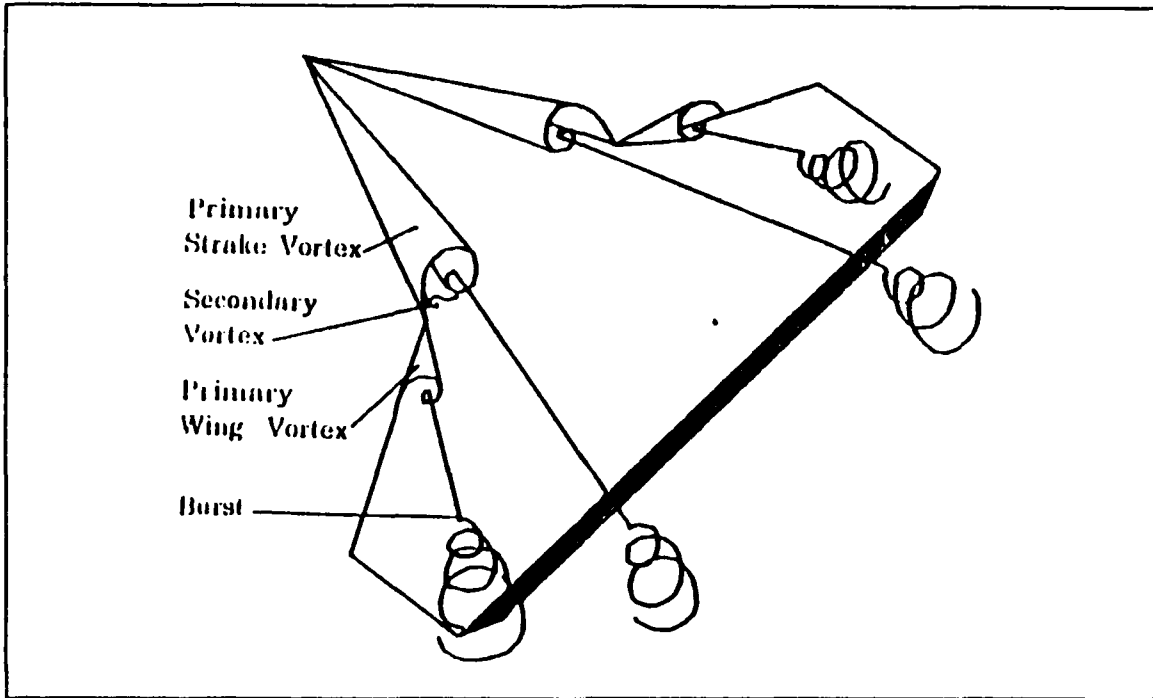 Primary
Strake Vortex
Secondary
Vortex
Primary
Wing Vortex
Burst